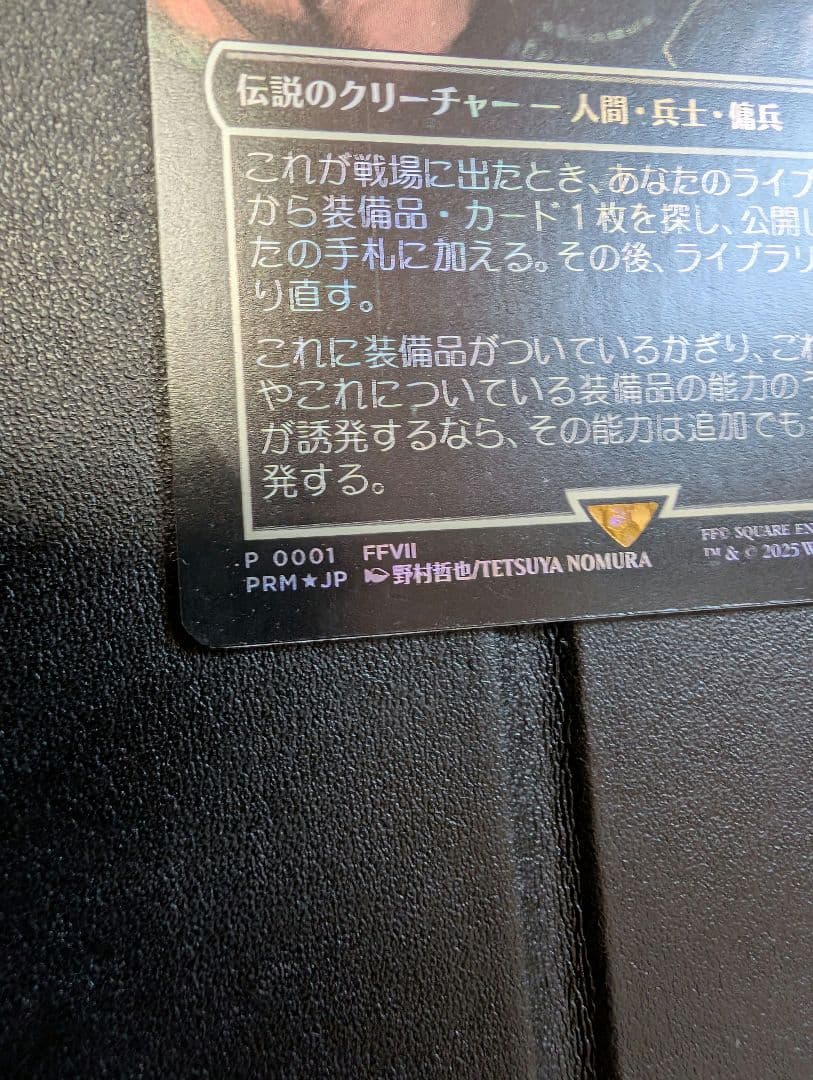 伝説のクリーチャー ― 人間・兵士・傭兵
これが戦場に出たとき、あなたのライブ
から装備品・カード1枚を探し、公開し
たの手札に加える。その後、ライブラリ
り直す。
これに装備品がついているかぎり、これ
やこれについている装備品の能力のう
が誘発するなら、その能力は追加でもう
発する。
P 0001 FFVII
PRM★JP 野村哲也/TETSUYA NOMURA
FF© SQUARE EN
™ & © 2025 W